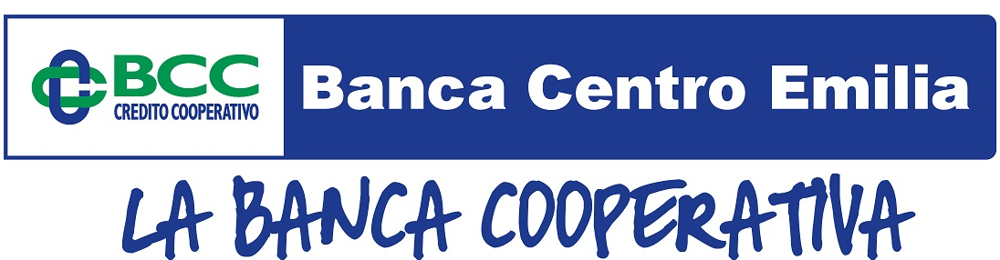 BCC
CREDITO COOPERATIVO
Banca Centro Emilia
LA BANCA COOPERATIVA